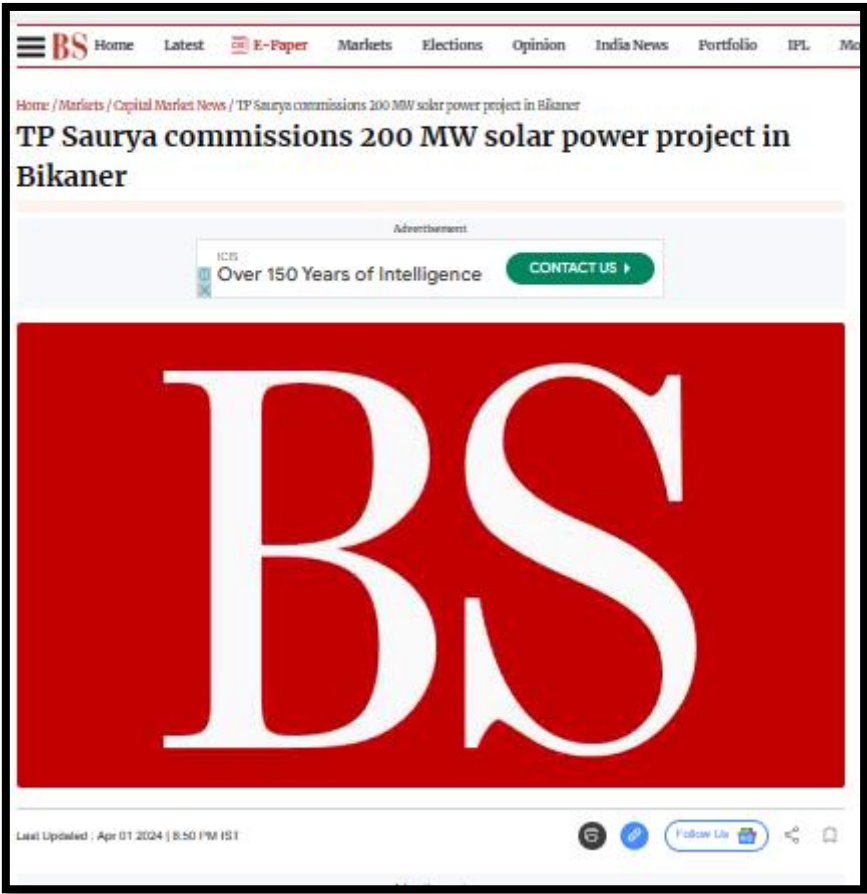 BS Home Latest E-Paper Markets Elections Opinion India News Portfolio IPL Mo
Home / Markets / Capital Market News / TP Saurya commissions 200 MW solar power project in Bikaner
TP Saurya commissions 200 MW solar power project in
Bikaner
Advertisement
ICIS
Over 150 Years of Intelligence
CONTACT US
BS
Last Updated : Apr 01 2024 | 8:50 PM IST
Follow Us